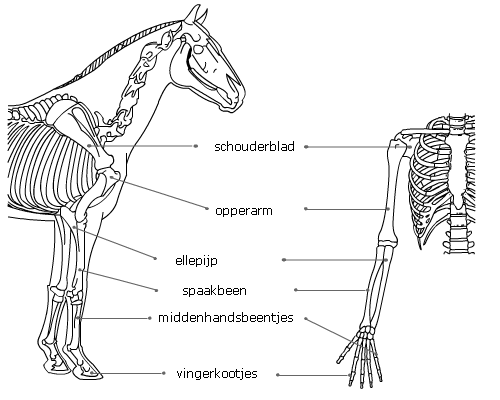 schouderblad
opperarm
ellepijp
spaakbeen
middenhandsbeentjes
vingerkootjes